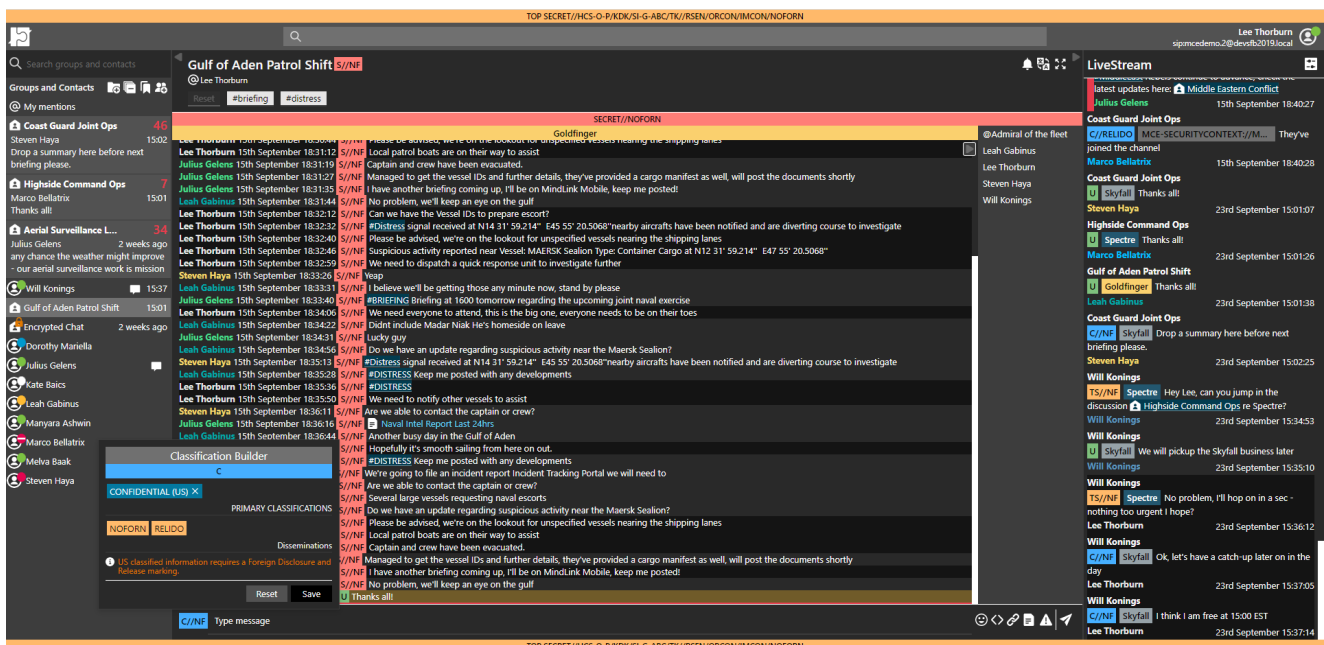 TOP SECRET//HCS-O-P/KDK/SI-G-ABC/TK//RSEN/ORCON/IMCON/NOFORN
Lee Thorburn
sip:mcedemo.2@devsfb2019.local
Search groups and contacts
Groups and Contacts
My mentions
Coast Guard Joint Ops 46
Steven Haya 15:02
Drop a summary here before next
briefing please.
Highside Command Ops 7
Marco Bellatrix 15:01
Thanks all!
Aerial Surveillance L... 34
Julius Gelens 2 weeks ago
any chance the weather might improve
- our aerial surveillance work is mission
Will Konings 15:37
Gulf of Aden Patrol Shift 15:01
Encrypted Chat 2 weeks ago
Dorothy Mariella
Julius Gelens
Kate Baics
Leah Gabinus
Manyara Ashwin
Marco Bellatrix
Melva Baak
Steven Haya
Gulf of Aden Patrol Shift S//NF
@ Lee Thorburn
Reset #briefing #distress
SECRET//NOFORN
Goldfinger
Lee Thorburn 15th September 18:30:44 S//NF Please be advised, we're on the lookout for unspecified vessels nearing the shipping lanes
Lee Thorburn 15th September 18:31:12 S//NF Local patrol boats are on their way to assist
Julius Gelens 15th September 18:31:19 S//NF Captain and crew have been evacuated.
Julius Gelens 15th September 18:31:27 S//NF Managed to get the vessel IDs and further details, they've provided a cargo manifest as well, will post the documents shortly
Julius Gelens 15th September 18:31:35 S//NF I have another briefing coming up, I'll be on MindLink Mobile, keep me posted!
Leah Gabinus 15th September 18:31:44 S//NF No problem, we'll keep an eye on the gulf
Lee Thorburn 15th September 18:32:12 S//NF Can we have the Vessel IDs to prepare escort?
Lee Thorburn 15th September 18:32:32 S//NF #Distress signal received at N14 31' 59.214" E45 55' 20.5068"nearby aircrafts have been notified and are diverting course to investigate
Lee Thorburn 15th September 18:32:40 S//NF Please be advised, we're on the lookout for unspecified vessels nearing the shipping lanes
Lee Thorburn 15th September 18:32:46 S//NF Suspicious activity reported near Vessel: MAERSK Sealion Type: Container Cargo at N12 31' 59.214" E47 55' 20.5068"
Lee Thorburn 15th September 18:32:59 S//NF We need to dispatch a quick response unit to investigate further
Steven Haya 15th September 18:33:26 S//NF Yeap
Leah Gabinus 15th September 18:33:31 S//NF I believe we'll be getting those any minute now, stand by please
Julius Gelens 15th September 18:33:40 S//NF #BRIEFING Briefing at 1600 tomorrow regarding the upcoming joint naval exercise
Lee Thorburn 15th September 18:34:06 S//NF We need everyone to attend, this is the big one, everyone needs to be on their toes
Leah Gabinus 15th September 18:34:22 S//NF Didnt include Madar Niak He's homeside on leave
Julius Gelens 15th September 18:34:31 S//NF Lucky guy
Leah Gabinus 15th September 18:34:56 S//NF Do we have an update regarding suspicious activity near the Maersk Sealion?
Steven Haya 15th September 18:35:13 S//NF #Distress signal received at N14 31' 59.214" E45 55' 20.5068"nearby aircrafts have been notified and are diverting course to investigate
Leah Gabinus 15th September 18:35:28 S//NF #DISTRESS Keep me posted with any developments
Lee Thorburn 15th September 18:35:36 S//NF #DISTRESS
Lee Thorburn 15th September 18:35:50 S//NF We need to notify other vessels to assist
Steven Haya 15th September 18:36:11 S//NF Are we able to contact the captain or crew?
Julius Gelens 15th September 18:36:16 S//NF Naval Intel Report Last 24hrs
Leah Gabinus 15th September 18:36:44 S//NF Another busy day in the Gulf of Aden
S//NF Hopefully it's smooth sailing from here on out.
S//NF #DISTRESS Keep me posted with any developments
S//NF We're going to file an incident report Incident Tracking Portal we will need to
S//NF Are we able to contact the captain or crew?
S//NF Several large vessels requesting naval escorts
S//NF Do we have an update regarding suspicious activity near the Maersk Sealion?
S//NF Please be advised, we're on the lookout for unspecified vessels nearing the shipping lanes
S//NF Local patrol boats are on their way to assist
S//NF Captain and crew have been evacuated.
S//NF Managed to get the vessel IDs and further details, they've provided a cargo manifest as well, will post the documents shortly
S//NF I have another briefing coming up, I'll be on MindLink Mobile, keep me posted!
S//NF No problem, we'll keep an eye on the gulf
U Thanks all!
@Admiral of the fleet
Leah Gabinus
Lee Thorburn
Steven Haya
Will Konings
Classification Builder
C
CONFIDENTIAL (US) ×
PRIMARY CLASSIFICATIONS
NOFORN RELIDO
Disseminations
US classified information requires a Foreign Disclosure and
Release marking.
Reset Save
C//NF Type message
LiveStream
latest updates here: Middle Eastern Conflict
Julius Gelens 15th September 18:40:27
Coast Guard Joint Ops
C//RELIDO MCE-SECURITYCONTEXT://M... They've
joined the channel
Marco Bellatrix 15th September 18:40:28
Coast Guard Joint Ops
U Skyfall Thanks all!
Steven Haya 23rd September 15:01:07
Highside Command Ops
U Spectre Thanks all!
Marco Bellatrix 23rd September 15:01:26
Gulf of Aden Patrol Shift
U Goldfinger Thanks all!
Leah Gabinus 23rd September 15:01:38
Coast Guard Joint Ops
C//NF Skyfall Drop a summary here before next
briefing please.
Steven Haya 23rd September 15:02:25
Will Konings
TS//NF Spectre Hey Lee, can you jump in the
discussion Highside Command Ops re Spectre?
Will Konings 23rd September 15:34:53
Will Konings
U Skyfall We will pickup the Skyfall business later
Will Konings 23rd September 15:35:10
Will Konings
TS//NF Spectre No problem, I'll hop on in a sec -
nothing too urgent I hope?
Lee Thorburn 23rd September 15:36:12
Will Konings
C//NF Skyfall Ok, let's have a catch-up later on in the
day
Lee Thorburn 23rd September 15:37:05
Will Konings
C//NF Skyfall I think I am free at 15:00 EST
Lee Thorburn 23rd September 15:37:14
TOP SECRET//HCS-O-P/KDK/SI-G-ABC/TK//RSEN/ORCON/IMCON/NOFORN